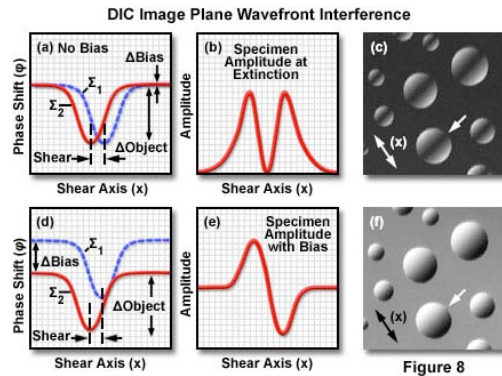 DIC Image Plane Wavefront Interference
(a) No Bias
ΔBias
Σ1
Σ2
Shear
ΔObject
Phase Shift (φ)
Shear Axis (x)
(b)
Specimen
Amplitude at
Extinction
Amplitude
Shear Axis (x)
(c)
(x)
(d)
Σ1
ΔBias
Σ2
Shear
ΔObject
Phase Shift (φ)
Shear Axis (x)
(e)
Specimen
Amplitude
with Bias
Amplitude
Shear Axis (x)
(f)
(x)
Figure 8